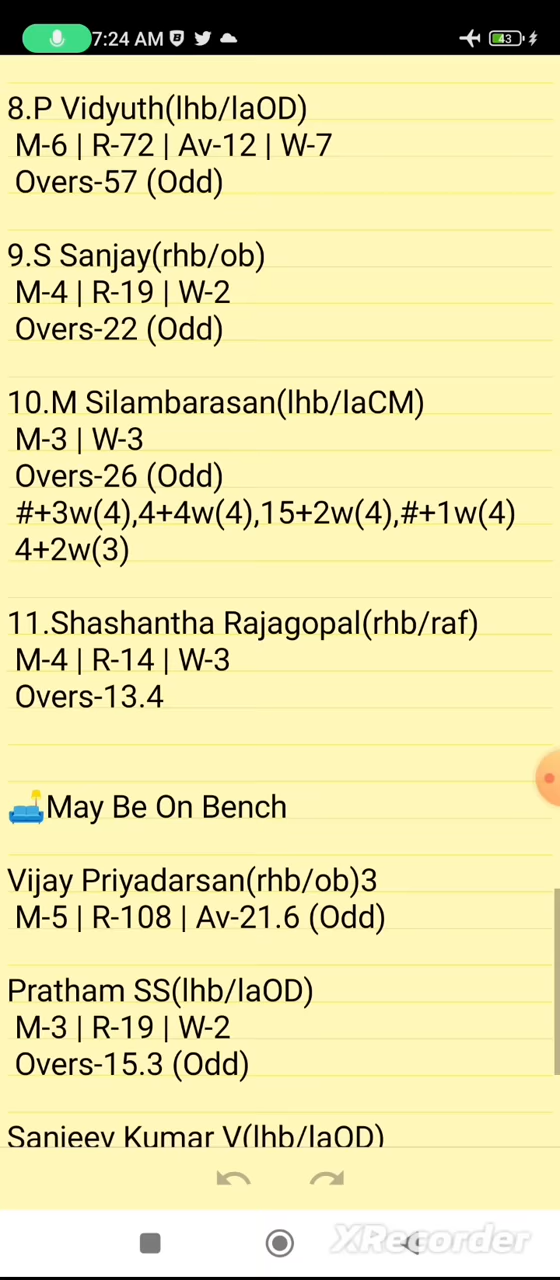 7:24 AM
43
8.P Vidyuth(lhb/laOD)
M-6 | R-72 | Av-12 | W-7
Overs-57 (Odd)
9.S Sanjay(rhb/ob)
M-4 | R-19 | W-2
Overs-22 (Odd)
10.M Silambarasan(lhb/laCM)
M-3 | W-3
Overs-26 (Odd)
#+3w(4),4+4w(4),15+2w(4),#+1w(4)
4+2w(3)
11.Shashantha Rajagopal(rhb/raf)
M-4 | R-14 | W-3
Overs-13.4
May Be On Bench
Vijay Priyadarsan(rhb/ob)3
M-5 | R-108 | Av-21.6 (Odd)
Pratham SS(lhb/laOD)
M-3 | R-19 | W-2
Overs-15.3 (Odd)
Sanjeev Kumar V(lhb/laOD)
XRecorder